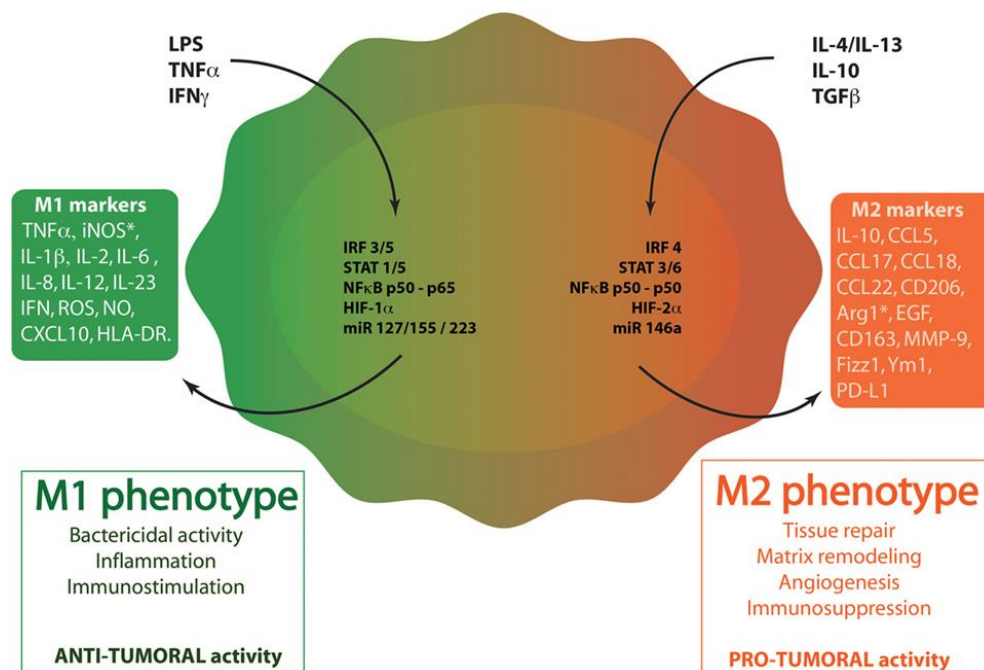 LPS
TNFα
IFNγ
IL-4/IL-13
IL-10
TGFβ
M1 markers
TNFα, iNOS*,
IL-1β, IL-2, IL-6 ,
IL-8, IL-12, IL-23
IFN, ROS, NO,
CXCL10, HLA-DR.
IRF 3/5
STAT 1/5
NFκB p50 - p65
HIF-1α
miR 127/155 / 223
IRF 4
STAT 3/6
NFκB p50 - p50
HIF-2α
miR 146a
M2 markers
IL-10, CCL5,
CCL17, CCL18,
CCL22, CD206,
Arg1*, EGF,
CD163, MMP-9,
Fizz1, Ym1,
PD-L1
M1 phenotype
Bactericidal activity
Inflammation
Immunostimulation
ANTI-TUMORAL activity
M2 phenotype
Tissue repair
Matrix remodeling
Angiogenesis
Immunosuppression
PRO-TUMORAL activity